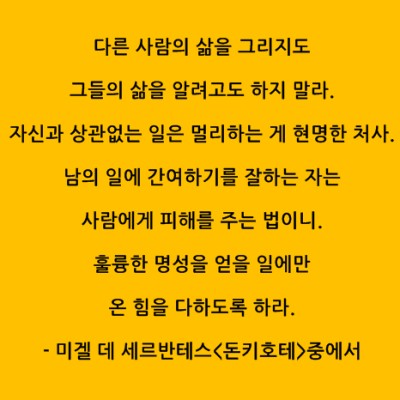 다른 사람의 삶을 그리지도
그들의 삶을 알려고도 하지 말라.
자신과 상관없는 일은 멀리하는 게 현명한 처사.
남의 일에 간여하기를 잘하는 자는
사람에게 피해를 주는 법이니.
훌륭한 명성을 얻을 일에만
온 힘을 다하도록 하라.
- 미겔 데 세르반테스<돈키호테>중에서